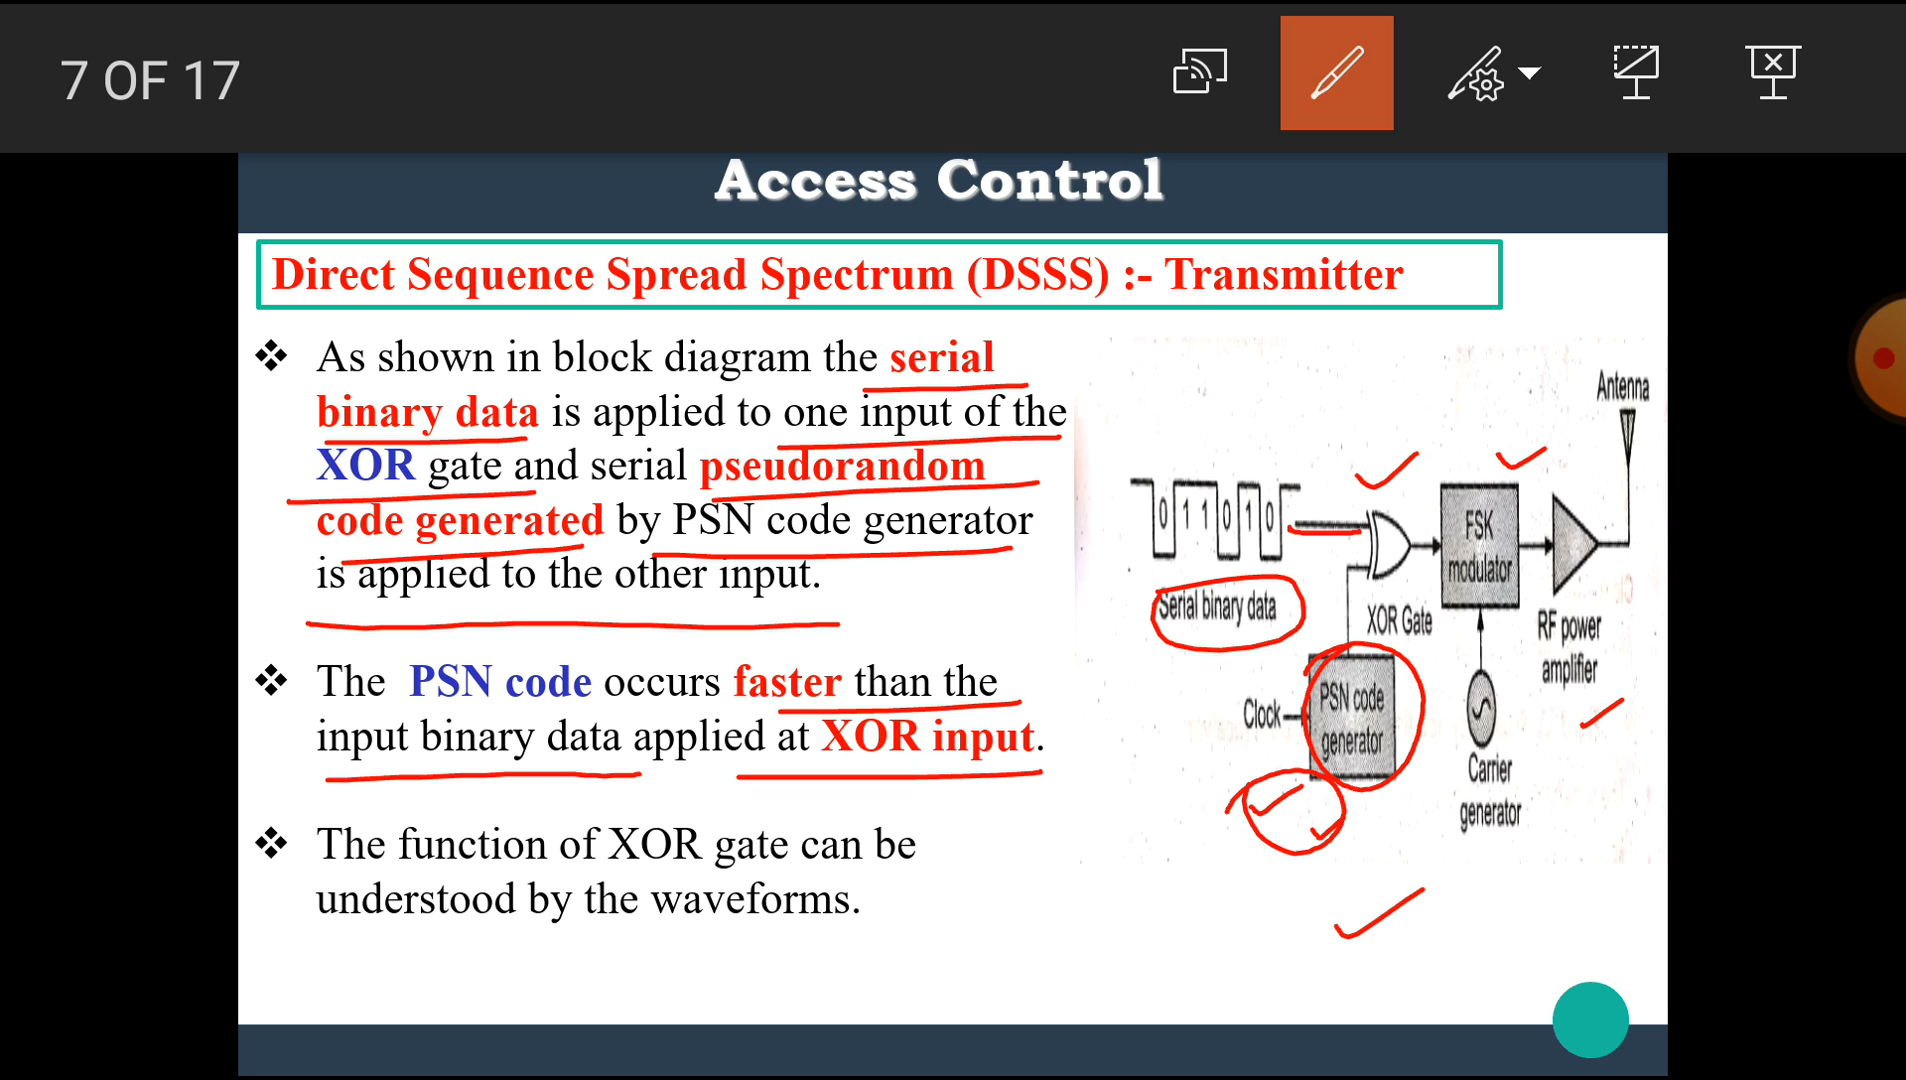 7 OF 17
Access Control
Direct Sequence Spread Spectrum (DSSS) :- Transmitter
❖ As shown in block diagram the serial
binary data is applied to one input of the
XOR gate and serial pseudorandom
code generated by PSN code generator
is applied to the other input.
❖ The PSN code occurs faster than the
input binary data applied at XOR input.
❖ The function of XOR gate can be
understood by the waveforms.
Antenna
0 1 1 0 1 0
FSK
modulator
Serial binary data
XOR Gate
RF power
amplifier
Clock
PSN code
generator
Carrier
generator